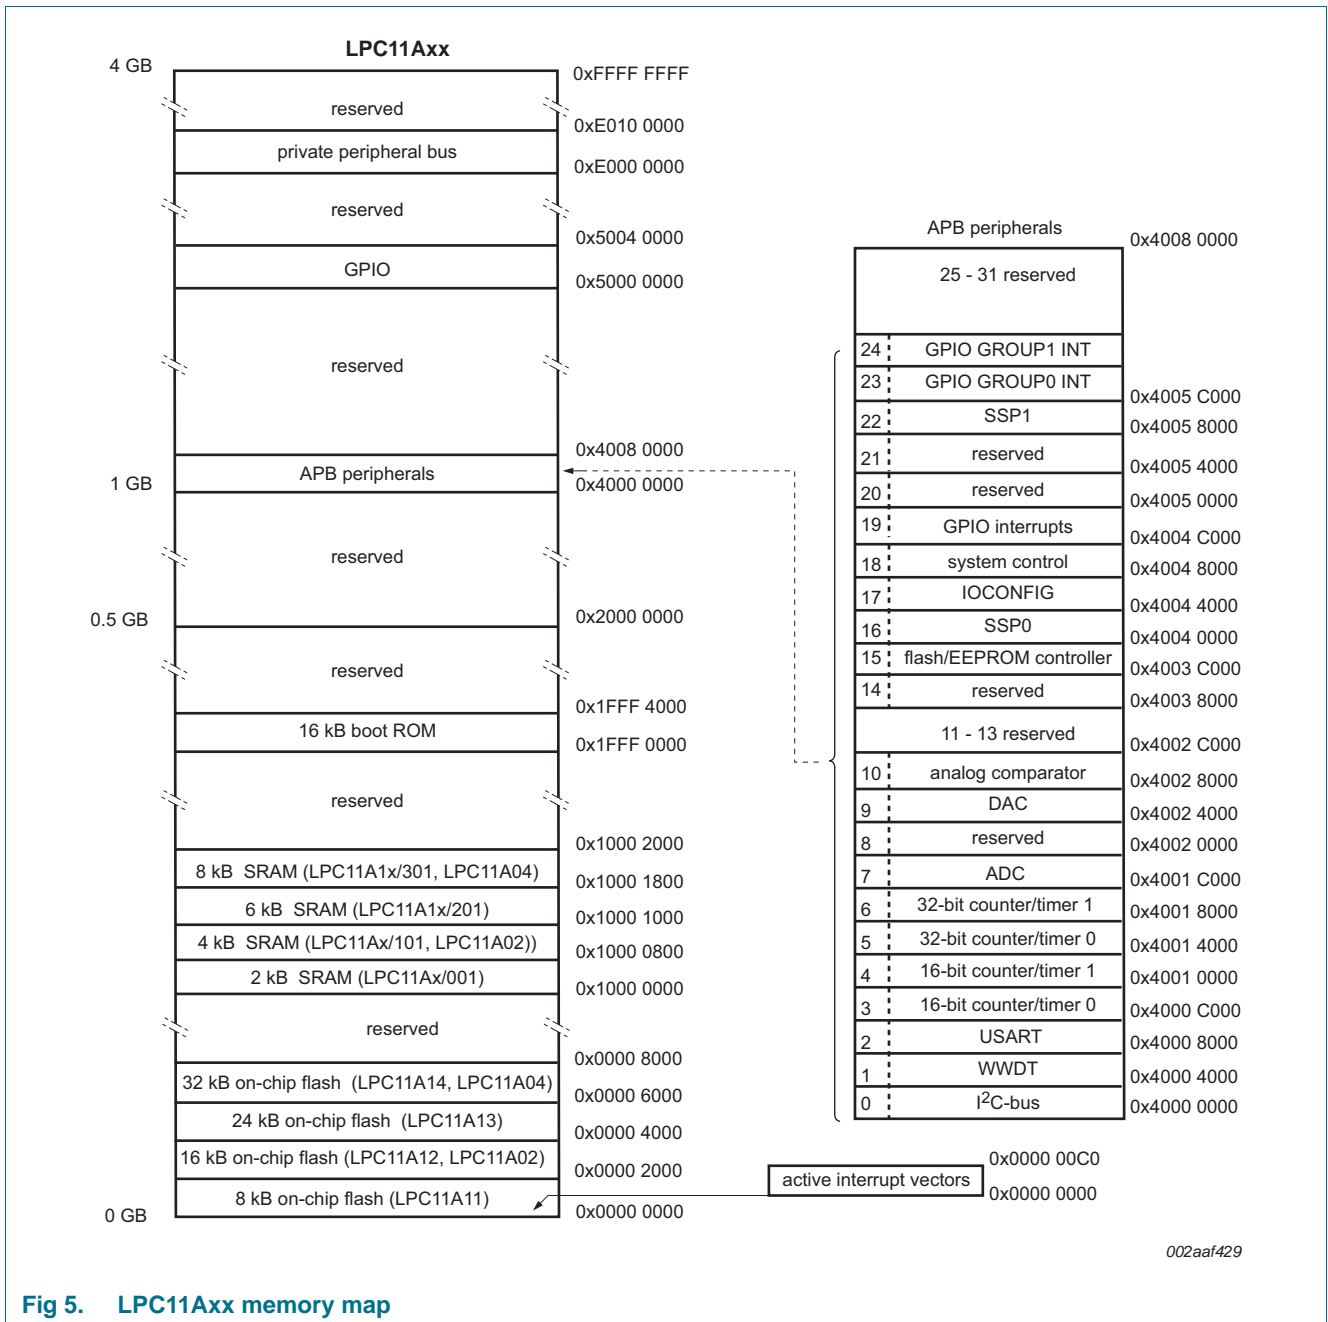 LPC11Axx
4 GB
0xFFFF FFFF
reserved
0xE010 0000
private peripheral bus
0xE000 0000
reserved
0x5004 0000
GPIO
0x5000 0000
reserved
0x4008 0000
APB peripherals
1 GB
0x4000 0000
reserved
0.5 GB
0x2000 0000
reserved
0x1FFF 4000
16 kB boot ROM
0x1FFF 0000
reserved
0x1000 2000
8 kB SRAM (LPC11A1x/301, LPC11A04)
0x1000 1800
6 kB SRAM (LPC11A1x/201)
0x1000 1000
4 kB SRAM (LPC11Ax/101, LPC11A02))
0x1000 0800
2 kB SRAM (LPC11Ax/001)
0x1000 0000
reserved
0x0000 8000
32 kB on-chip flash (LPC11A14, LPC11A04)
0x0000 6000
24 kB on-chip flash (LPC11A13)
0x0000 4000
16 kB on-chip flash (LPC11A12, LPC11A02)
0x0000 2000
8 kB on-chip flash (LPC11A11)
0 GB
0x0000 0000
APB peripherals
0x4008 0000
25 - 31 reserved
24 GPIO GROUP1 INT
23 GPIO GROUP0 INT
0x4005 C000
22 SSP1
0x4005 8000
21 reserved
0x4005 4000
20 reserved
0x4005 0000
19 GPIO interrupts
0x4004 C000
18 system control
0x4004 8000
17 IOCONFIG
0x4004 4000
16 SSP0
0x4004 0000
15 flash/EEPROM controller
0x4003 C000
14 reserved
0x4003 8000
11 - 13 reserved
0x4002 C000
10 analog comparator
0x4002 8000
9 DAC
0x4002 4000
8 reserved
0x4002 0000
7 ADC
0x4001 C000
6 32-bit counter/timer 1
0x4001 8000
5 32-bit counter/timer 0
0x4001 4000
4 16-bit counter/timer 1
0x4001 0000
3 16-bit counter/timer 0
0x4000 C000
2 USART
0x4000 8000
1 WWDT
0x4000 4000
0 I2C-bus
0x4000 0000
0x0000 00C0
active interrupt vectors
0x0000 0000
002aaf429
Fig 5. LPC11Axx memory map